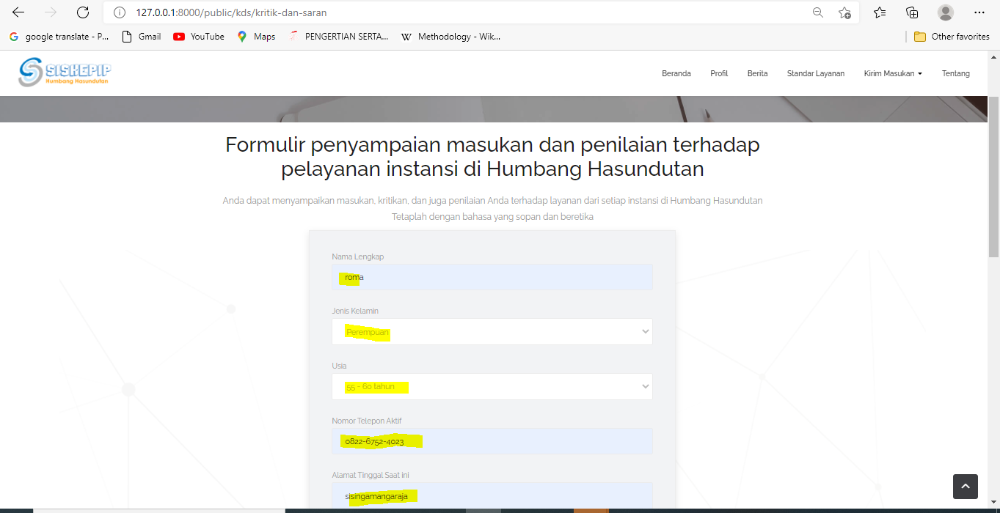 127.0.0.1:8000/public/kds/kritik-dan-saran
google translate - P... Gmail YouTube Maps PENGERTIAN SERTA... Methodology - Wik... Other favorites
SISKEPIP
Humbang Hasundutan
Beranda Profil Berita Standar Layanan Kirim Masukan Tentang
Formulir penyampaian masukan dan penilaian terhadap
pelayanan instansi di Humbang Hasundutan
Anda dapat menyampaikan masukan, kritikan, dan juga penilaian Anda terhadap layanan dari setiap instansi di Humbang Hasundutan
Tetaplah dengan bahasa yang sopan dan beretika
Nama Lengkap
roma
Jenis Kelamin
Perempuan
Usia
55 - 60 tahun
Nomor Telepon Aktif
0822-6752-4023
Alamat Tinggal Saat ini
sisingamangaraja